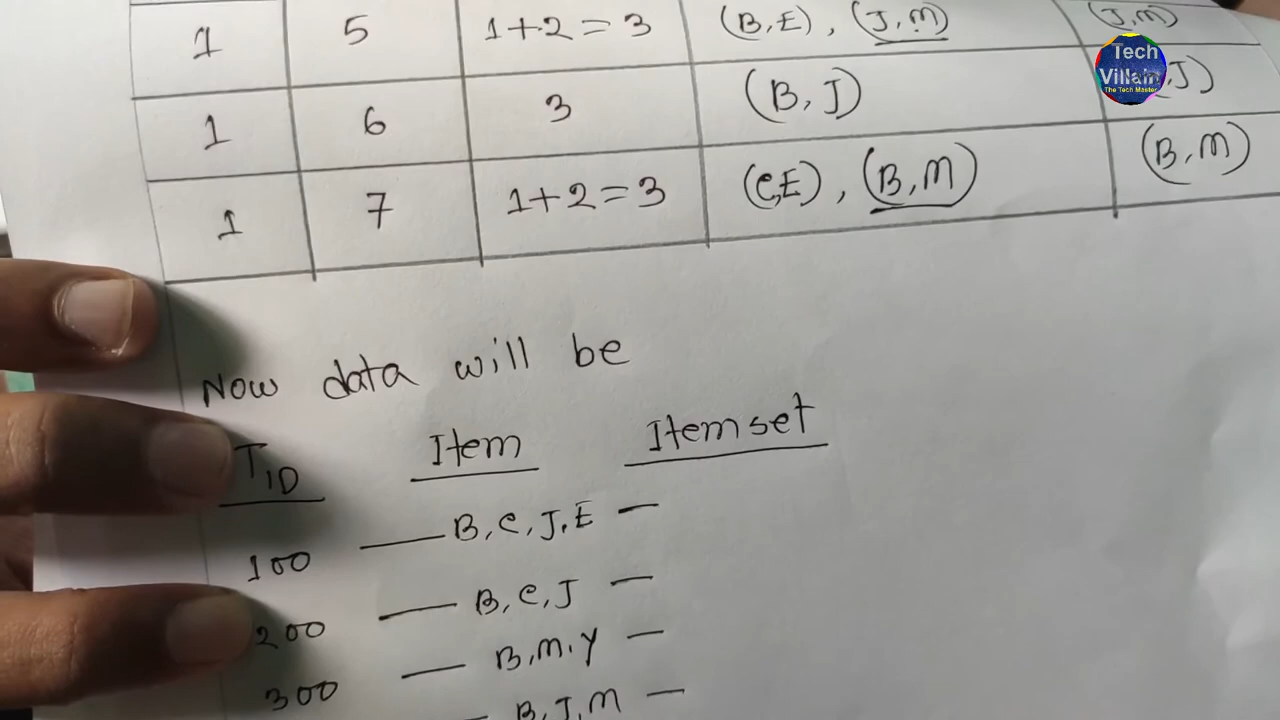 1 5 1+2=3 (B,E), (J,M) (J,M)
Tech
Villain
The Tech Master
1 6 3 (B,J) ,J)
1 7 1+2=3 (C,E), (B,M) (B,M)
Now data will be
TID Item Itemset
100 — B,C,J,E —
200 — B,C,J —
300 — B,M,Y —
— B,J,M —